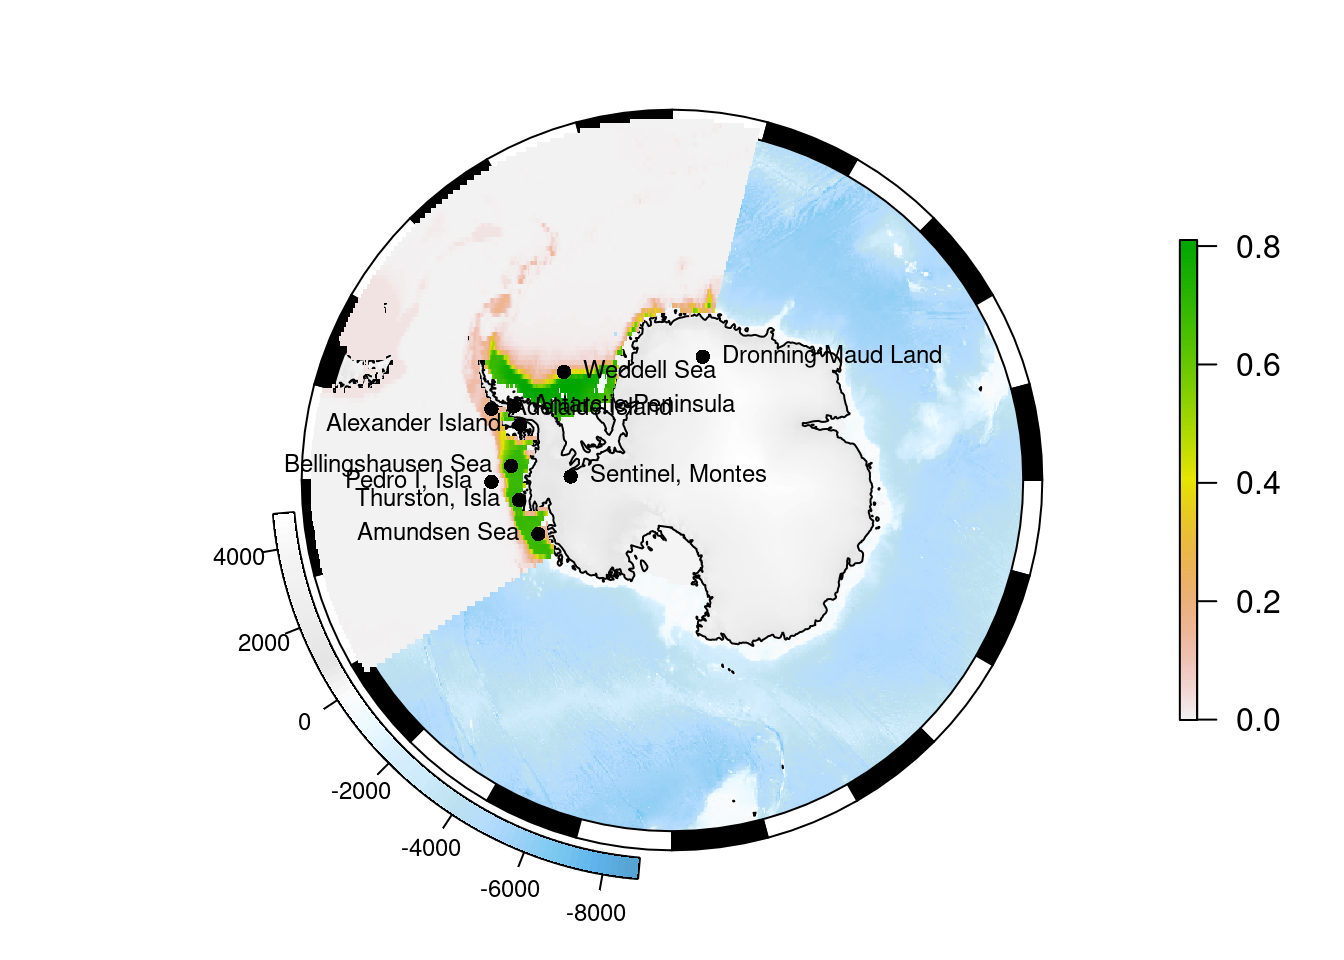 0.8
Dronning Maud Land
Weddell Sea
0.6
Antarctic Peninsula
Adelaide Island
Alexander Island
Bellingshausen Sea
Sentinel, Montes
Pedro I, Isla
0.4
Thurston, Isla
Amundsen Sea
4000
0.2
2000
0
0.0
-2000
-4000
-6000
-8000